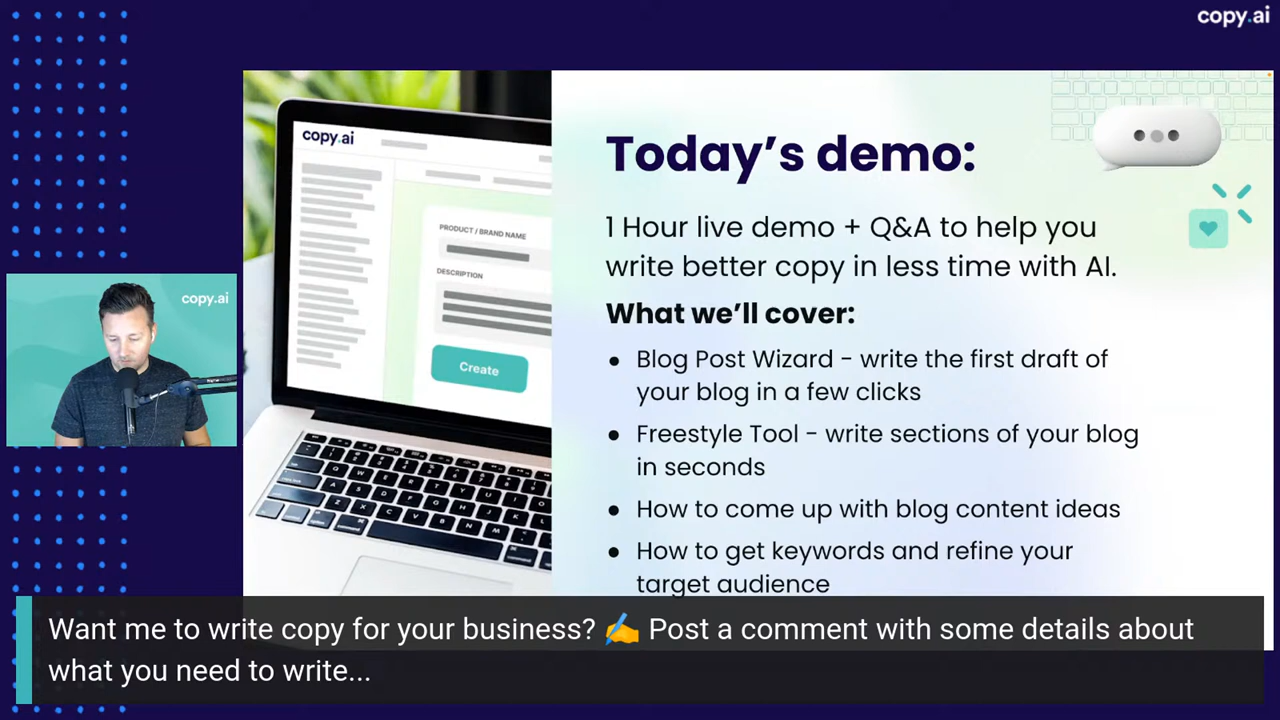 copy.ai
copy.ai
PRODUCT / BRAND NAME
DESCRIPTION
Create
Today's demo:
1 Hour live demo + Q&A to help you
write better copy in less time with AI.
What we'll cover:
• Blog Post Wizard - write the first draft of
your blog in a few clicks
• Freestyle Tool - write sections of your blog
in seconds
• How to come up with blog content ideas
• How to get keywords and refine your
target audience
copy.ai
Want me to write copy for your business? ✍️ Post a comment with some details about
what you need to write...